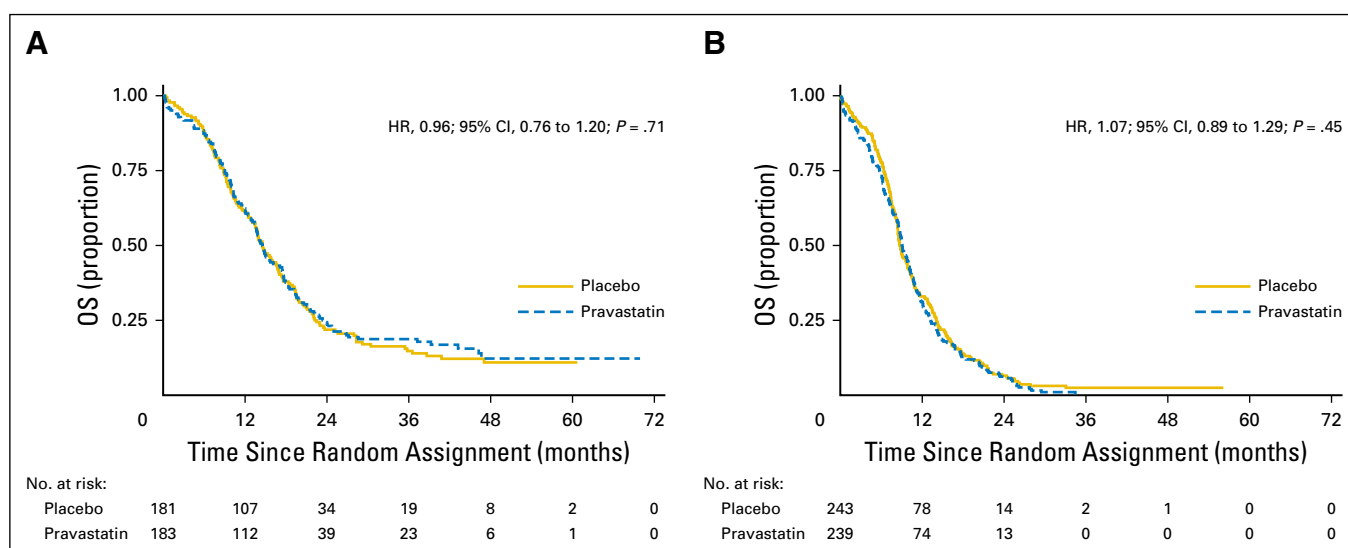 A
1.00
0.75
0.50
0.25
0
OS (proportion)
HR, 0.96; 95% CI, 0.76 to 1.20; P = .71
Placebo
Pravastatin
12 24 36 48 60 72
Time Since Random Assignment (months)
No. at risk:
Placebo 181 107 34 19 8 2 0
Pravastatin 183 112 39 23 6 1 0
B
1.00
0.75
0.50
0.25
0
OS (proportion)
HR, 1.07; 95% CI, 0.89 to 1.29; P = .45
Placebo
Pravastatin
12 24 36 48 60 72
Time Since Random Assignment (months)
No. at risk:
Placebo 243 78 14 2 1 0 0
Pravastatin 239 74 13 0 0 0 0